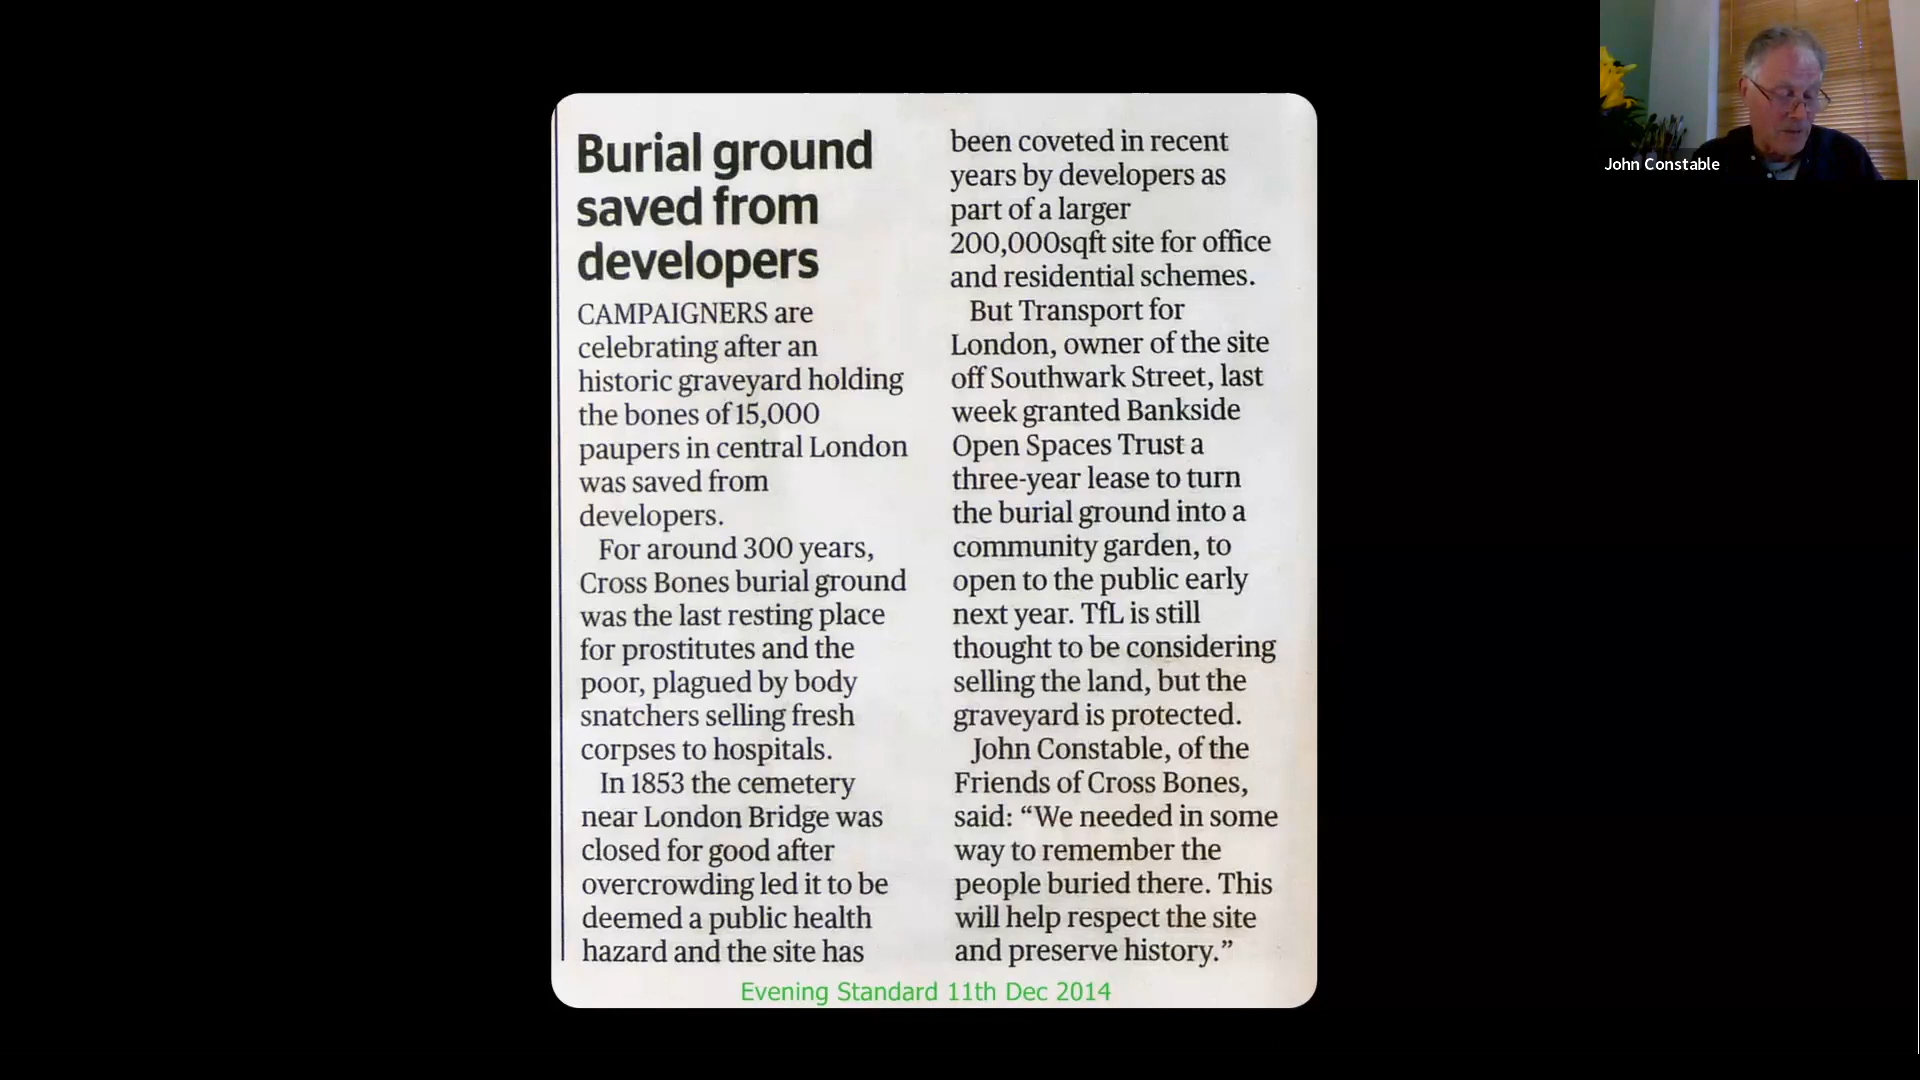 Burial ground
saved from
developers
CAMPAIGNERS are
celebrating after an
historic graveyard holding
the bones of 15,000
paupers in central London
was saved from
developers.
For around 300 years,
Cross Bones burial ground
was the last resting place
for prostitutes and the
poor, plagued by body
snatchers selling fresh
corpses to hospitals.
In 1853 the cemetery
near London Bridge was
closed for good after
overcrowding led it to be
deemed a public health
hazard and the site has
been coveted in recent
years by developers as
part of a larger
200,000sqft site for office
and residential schemes.
But Transport for
London, owner of the site
off Southwark Street, last
week granted Bankside
Open Spaces Trust a
three-year lease to turn
the burial ground into a
community garden, to
open to the public early
next year. TfL is still
thought to be considering
selling the land, but the
graveyard is protected.
John Constable, of the
Friends of Cross Bones,
said: “We needed in some
way to remember the
people buried there. This
will help respect the site
and preserve history.”
Evening Standard 11th Dec 2014
John Constable